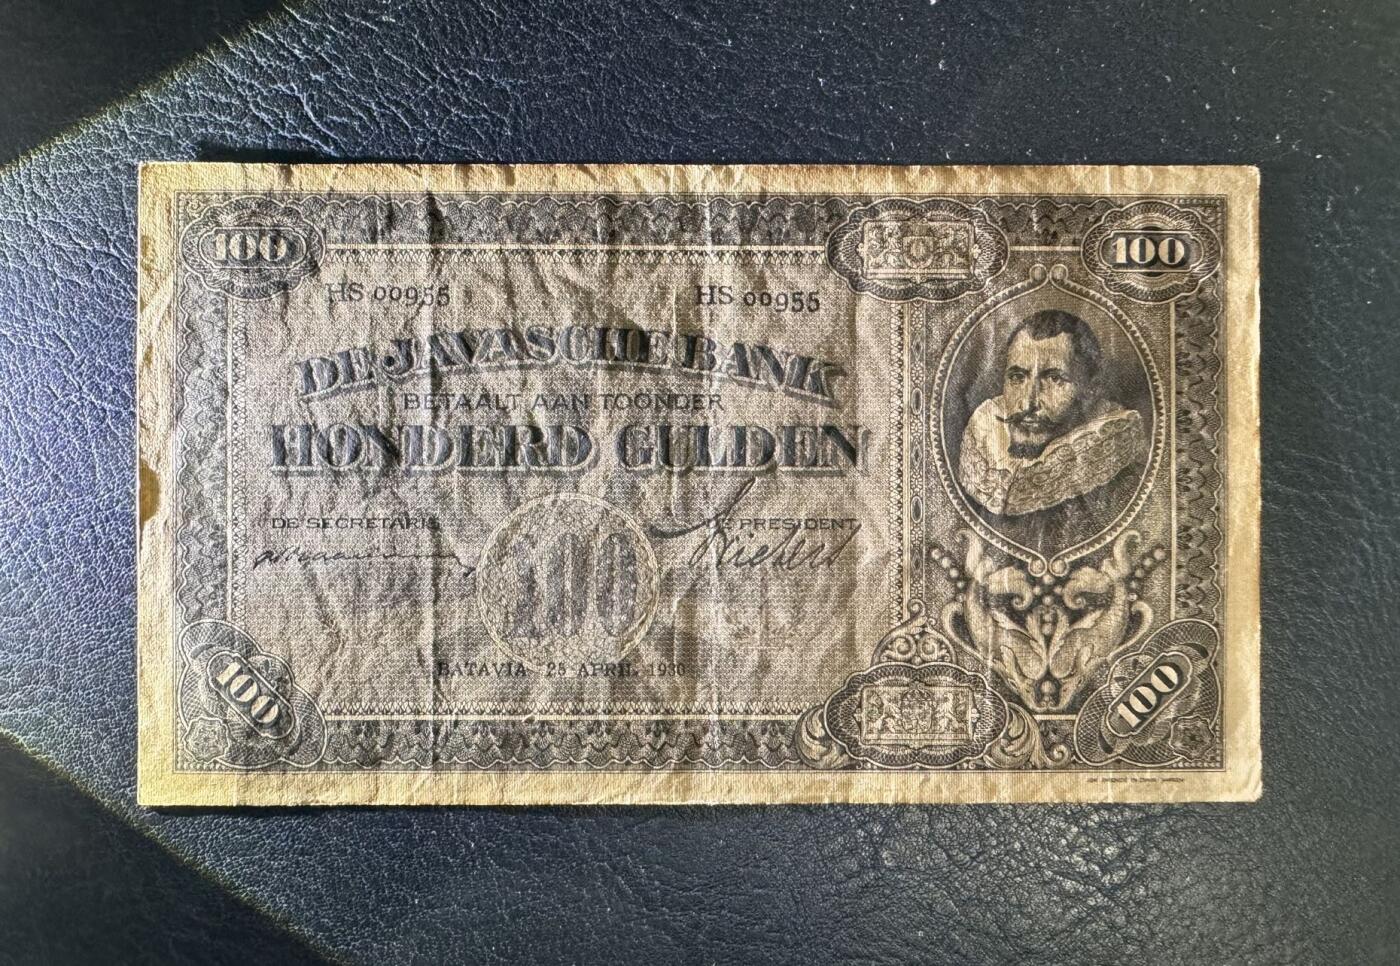 100
100
HS 00955
HS 00955
DE JAVASCHE BANK
BETAALT AAN TOONDER
HONDERD GULDEN
DE SECRETARIS
DE PRESIDENT
100
BATAVIA 25 APRIL 1930
100
100